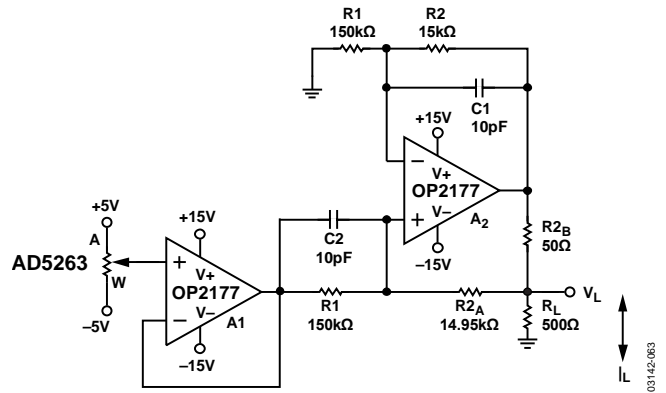 R1
150kΩ
R2
15kΩ
C1
10pF
+15V
−
V+
OP2177
+
V−
A2
−15V
R2B
50Ω
+5V
A
AD5263
W
−5V
+15V
+
V+
OP2177
−
V−
A1
−15V
C2
10pF
R1
150kΩ
R2A
14.95kΩ
VL
RL
500Ω
IL
03142-063